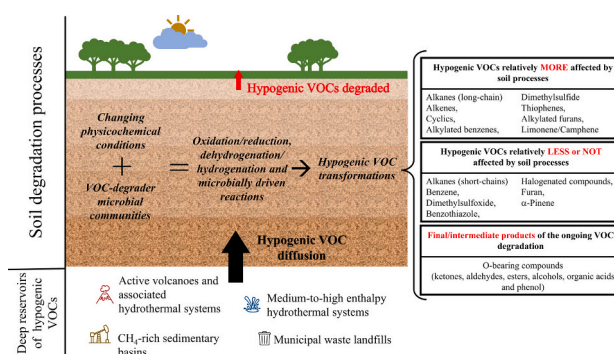 Soil degradation processes
Hypogenic VOCs degraded
Changing
physicochemical
conditions
+
VOC-degrader
microbial
communities
=
Oxidation/reduction,
dehydrogenation/
hydrogenation and
microbially driven
reactions
Hypogenic VOC
transformations
Hypogenic VOC
diffusion
Hypogenic VOCs relatively MORE affected by
soil processes
Alkanes (long-chain)
Alkenes,
Cyclics,
Alkylated benzenes,
Dimethylsulfide
Thiophenes,
Alkylated furans,
Limonene/Camphene
Hypogenic VOCs relatively LESS or NOT
affected by soil processes
Alkanes (short-chains)
Benzene,
Dimethylsulfoxide,
Benzothiazole,
Halogenated compounds,
Furan,
α-Pinene
Final/intermediate products of the ongoing VOC
degradation
O-bearing compounds
(ketones, aldehydes, esters, alcohols, organic acids
and phenol)
Deep reservoirs
of hypogenic
VOCs
Active volcanoes and
associated
hydrothermal systems
CH₄-rich sedimentary
basins
Medium-to-high enthalpy
hydrothermal systems
Municipal waste landfills